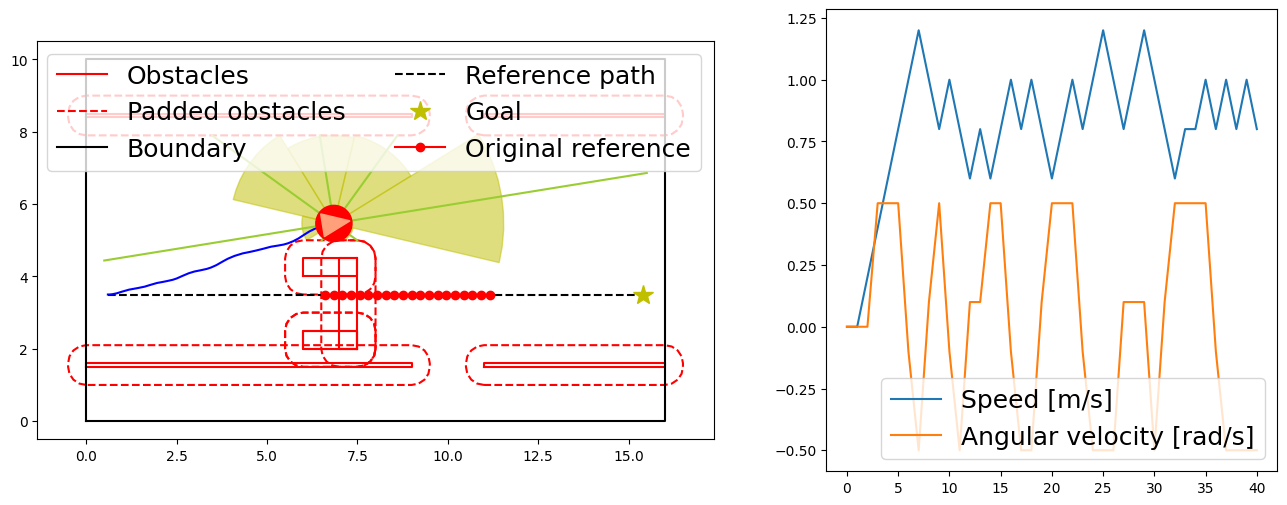 10
8
6
4
2
0
0.0 2.5 5.0 7.5 10.0 12.5 15.0
Obstacles
Padded obstacles
Boundary
Reference path
Goal
Original reference
1.25
1.00
0.75
0.50
0.25
0.00
−0.25
−0.50
0 5 10 15 20 25 30 35 40
Speed [m/s]
Angular velocity [rad/s]